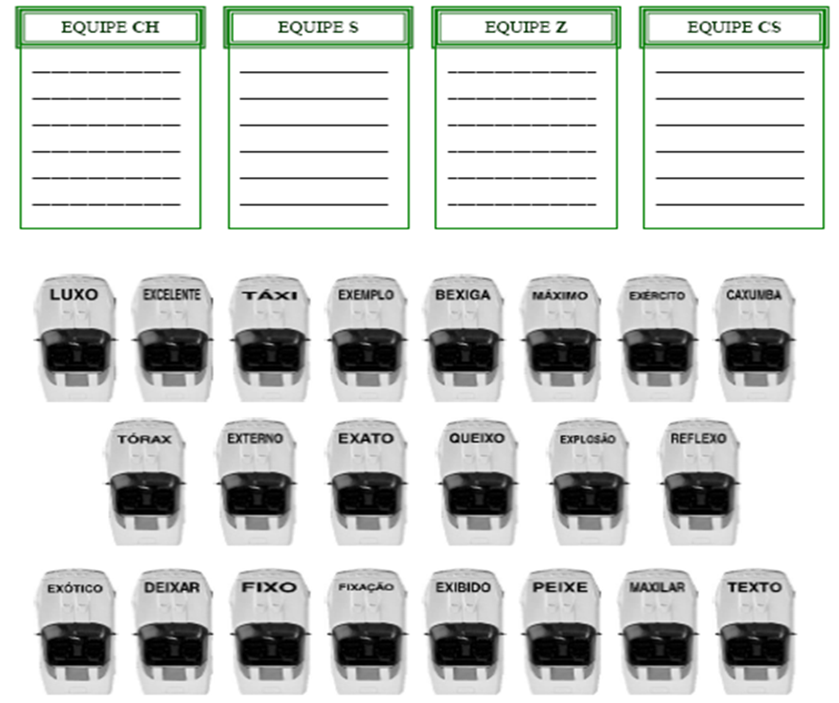 EQUIPE CH EQUIPE S EQUIPE Z EQUIPE CS
LUXO EXCELENTE TÁXI EXEMPLO BEXIGA MÁXIMO EXÉRCITO CAXUMBA
TÓRAX EXTERNO EXATO QUEIXO EXPLOSÃO REFLEXO
EXÓTICO DEIXAR FIXO FIXAÇÃO EXIBIDO PEIXE MAXILAR TEXTO